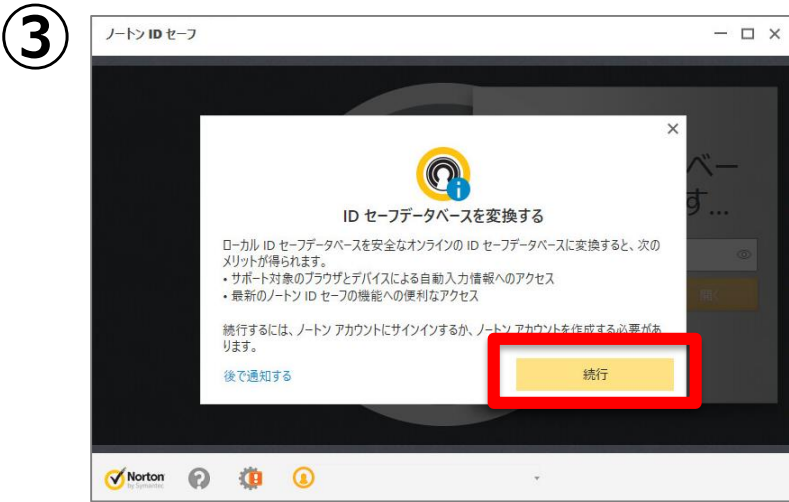 ③
ノートン ID セーフ
ベー
す...
開く
ID セーフデータベースを変換する
ローカル ID セーフデータベースを安全なオンラインの ID セーフデータベースに変換すると、次の
メリットが得られます。
• サポート対象のブラウザとデバイスによる自動入力情報へのアクセス
• 最新のノートン ID セーフの機能への便利なアクセス
続行するには、ノートン アカウントにサインインするか、ノートン アカウントを作成する必要があ
ります。
後で通知する
続行
Norton
by Symantec